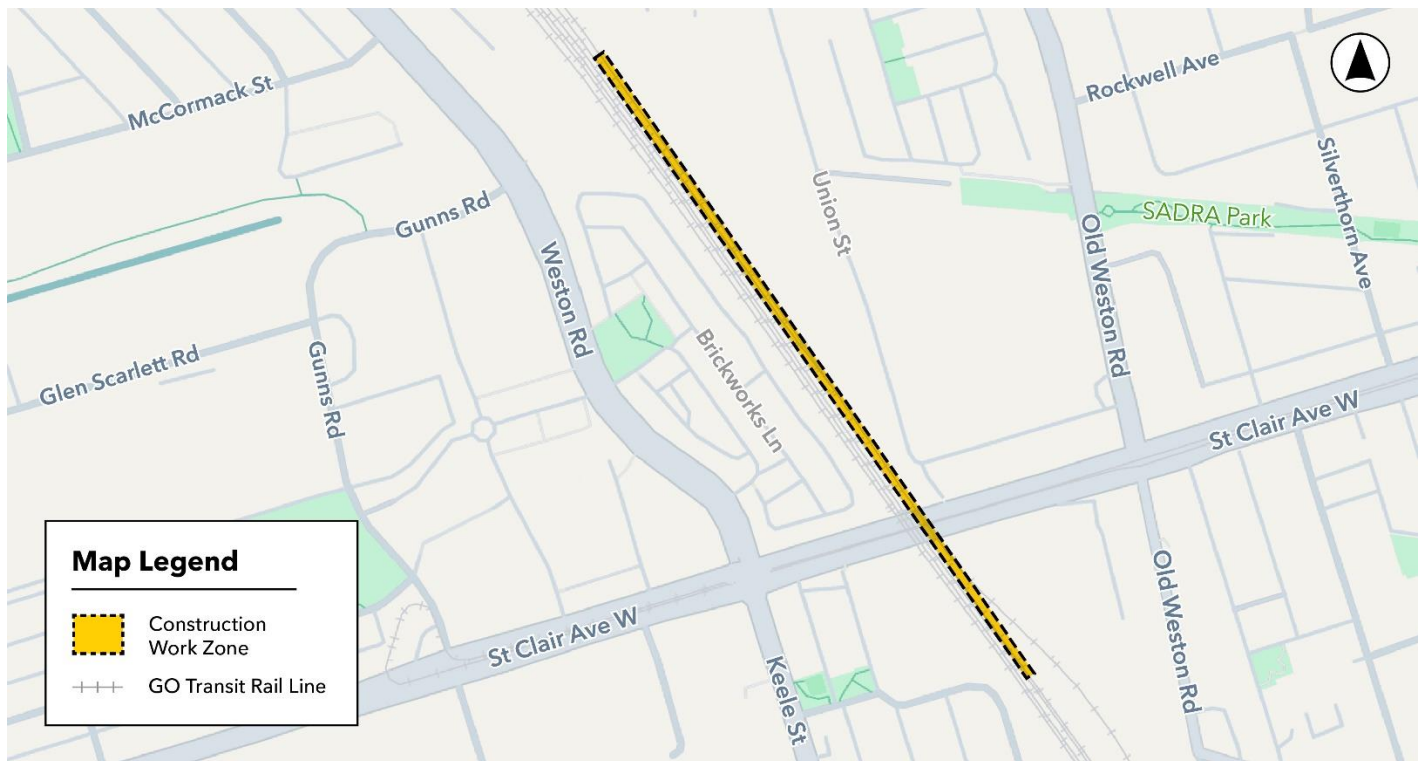 McCormack St
Rockwell Ave
Silverthorn Ave
Union St
SADRA Park
Gunns Rd
Old Weston Rd
Weston Rd
Glen Scarlett Rd
Gunns Rd
Brickworks Ln
St Clair Ave W
Map Legend
Construction
Work Zone
GO Transit Rail Line
St Clair Ave W
Keele St
Old Weston Rd